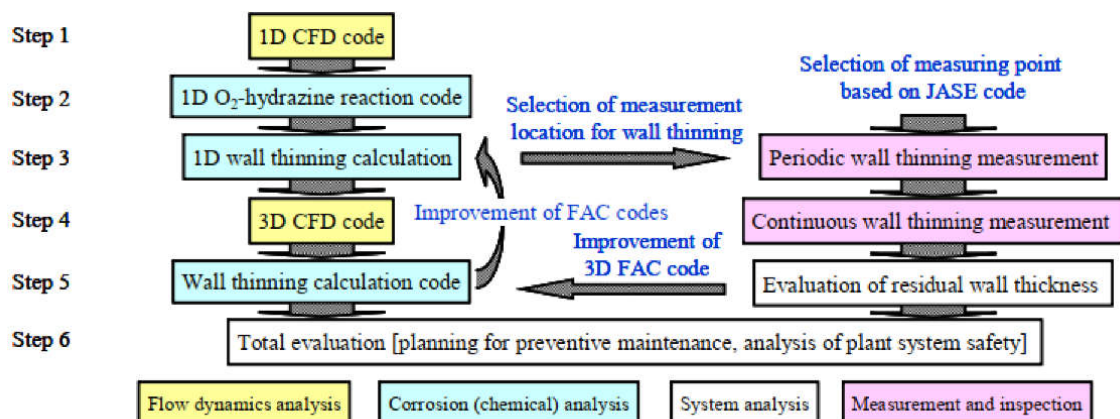 Step 1
1D CFD code
Step 2
1D O₂-hydrazine reaction code
Selection of measurement
location for wall thinning
Selection of measuring point
based on JASE code
Step 3
1D wall thinning calculation
Periodic wall thinning measurement
Step 4
3D CFD code
Improvement of FAC codes
Continuous wall thinning measurement
Improvement of
3D FAC code
Step 5
Wall thinning calculation code
Evaluation of residual wall thickness
Step 6
Total evaluation [planning for preventive maintenance, analysis of plant system safety]
Flow dynamics analysis
Corrosion (chemical) analysis
System analysis
Measurement and inspection